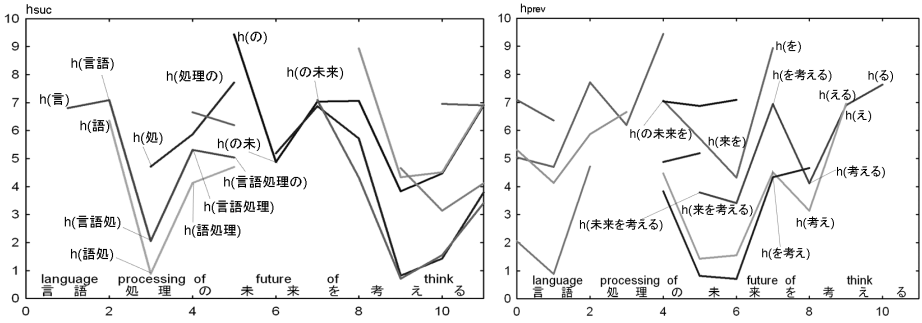 hsuc
10
9
8
7
6
5
4
3
2
1
0
h(の)
h(言語)
h(処理の)
h(の未来)
h(言)
h(語)
h(処)
h(の未)
h(言語処理の)
h(言語処)
h(言語処理)
h(語処理)
h(語処)
language processing of future of think
言 語 処 理 の 未 来 を 考 え る
0 2 4 6 8 10
hprev
10
9
8
7
6
5
4
3
2
1
0
h(を)
h(を考える)
h(る)
h(える)
h(え)
h(の未来を)
h(来を)
h(考える)
h(未来を考える)
h(来を考える)
h(考え)
h(を考え)
language processing of future of think
言 語 処 理 の 未 来 を 考 え る
0 2 4 6 8 10